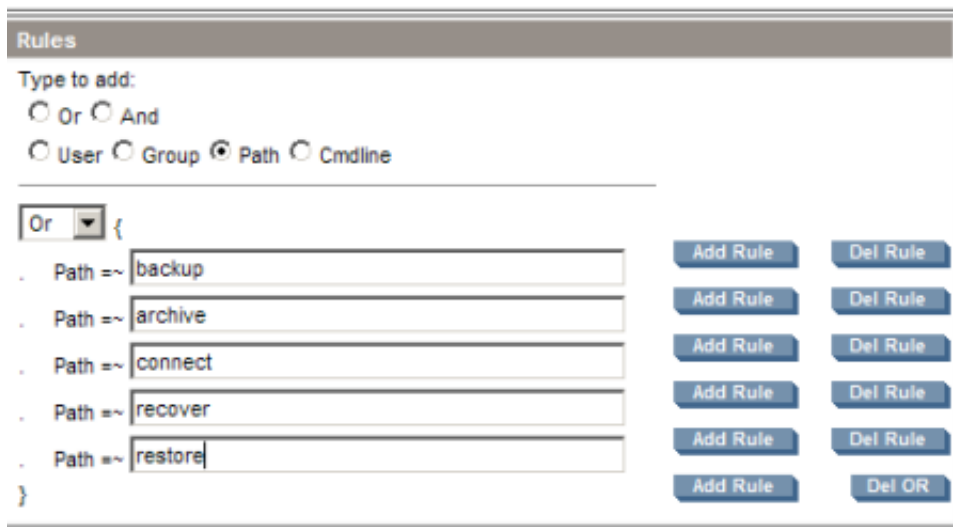 Rules
Type to add:
Or And
User Group Path Cmdline
Or {
. Path =~ backup Add Rule Del Rule
. Path =~ archive Add Rule Del Rule
. Path =~ connect Add Rule Del Rule
. Path =~ recover Add Rule Del Rule
. Path =~ restore Add Rule Del Rule
} Add Rule Del OR